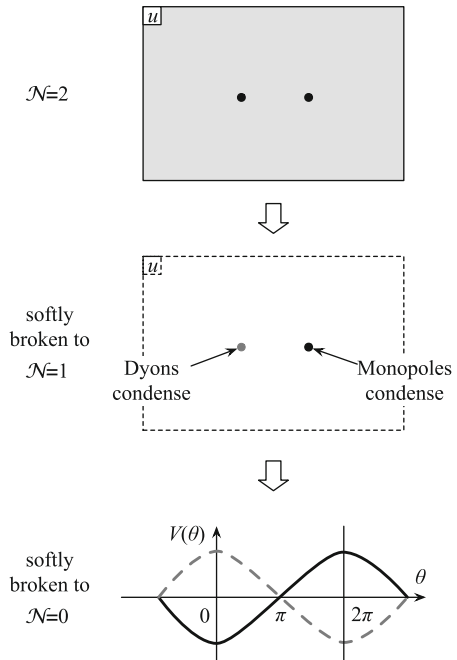 u
𝒩=2
u
softly
broken to
𝒩=1
Dyons
condense
Monopoles
condense
V(θ)
θ
0
π
2π
softly
broken to
𝒩=0